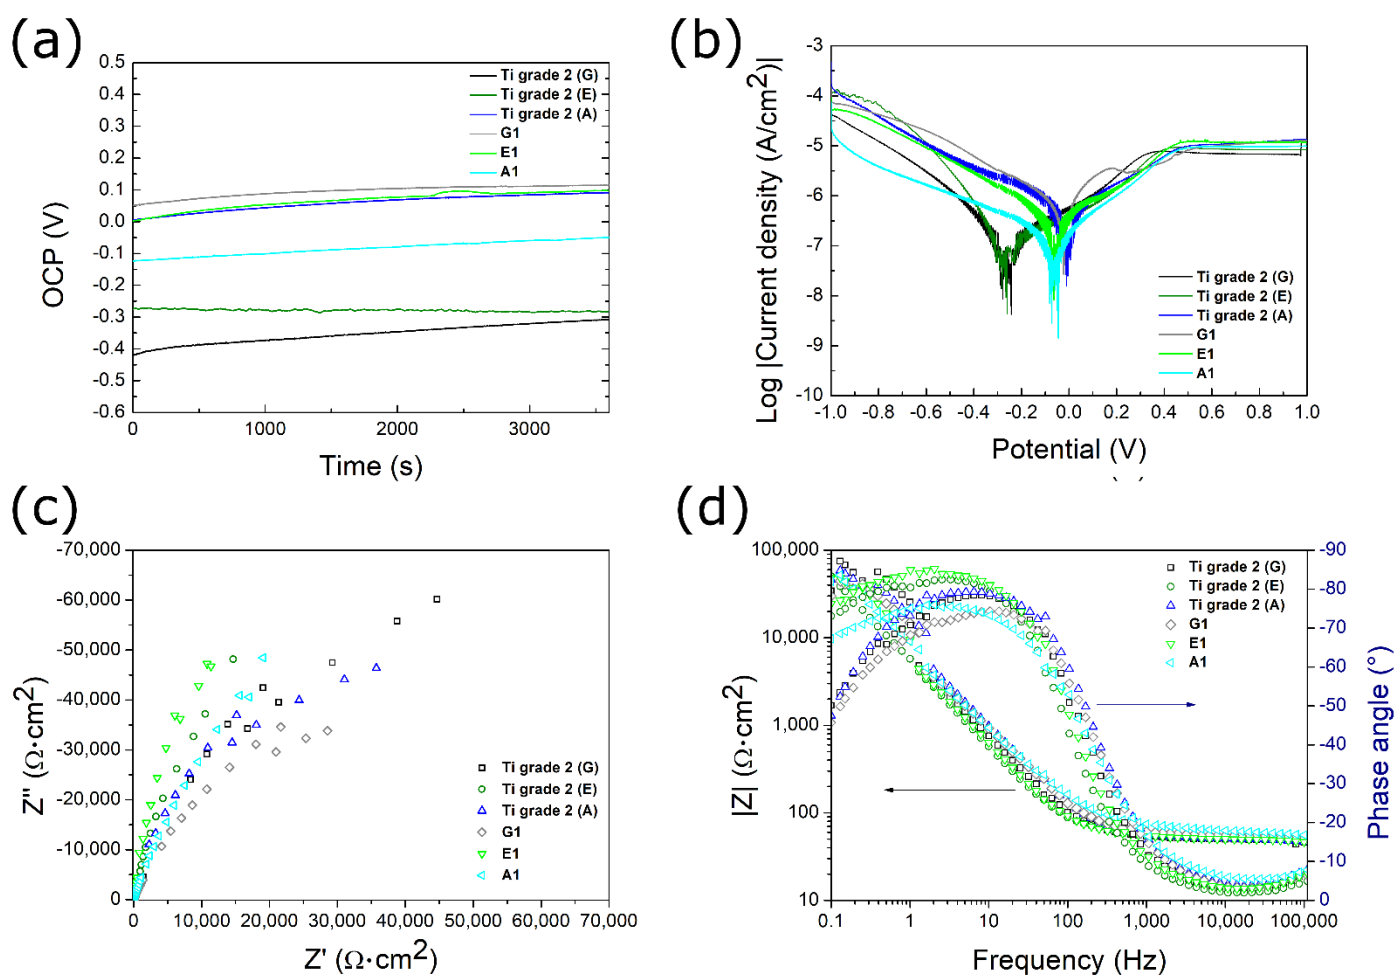 (a)
0.5
0.4
0.3
0.2
0.1
0.0
-0.1
-0.2
-0.3
-0.4
-0.5
-0.6
OCP (V)
0 1000 2000 3000
Time (s)
Ti grade 2 (G)
Ti grade 2 (E)
Ti grade 2 (A)
G1
E1
A1
(b)
-3
-4
-5
-6
-7
-8
-9
-10
Log |Current density (A/cm2)|
-1.0 -0.8 -0.6 -0.4 -0.2 0.0 0.2 0.4 0.6 0.8 1.0
Potential (V)
Ti grade 2 (G)
Ti grade 2 (E)
Ti grade 2 (A)
G1
E1
A1
(c)
-70,000
-60,000
-50,000
-40,000
-30,000
-20,000
-10,000
0
Z'' (Ω·cm2)
0 10,000 20,000 30,000 40,000 50,000 60,000 70,000
Z' (Ω·cm2)
Ti grade 2 (G)
Ti grade 2 (E)
Ti grade 2 (A)
G1
E1
A1
(d)
100,000
10,000
1,000
100
10
|Z| (Ω·cm2)
0.1 1 10 100 1,000 10,000 100,000
Frequency (Hz)
-90
-80
-70
-60
-50
-40
-30
-20
-10
0
Phase angle (°)
Ti grade 2 (G)
Ti grade 2 (E)
Ti grade 2 (A)
G1
E1
A1